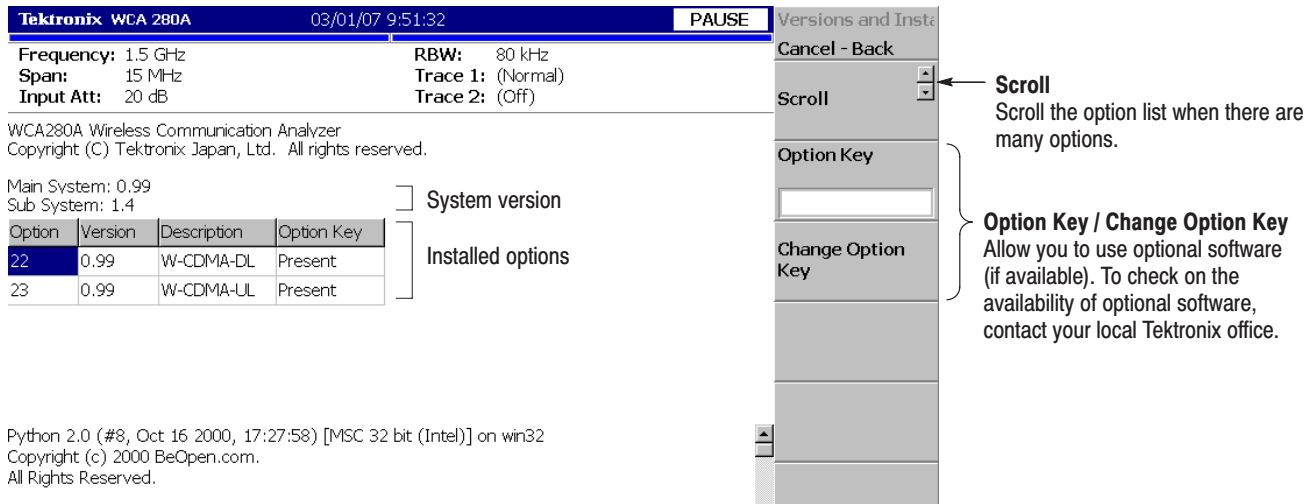 Tektronix WCA 280A 03/01/07 9:51:32 PAUSE
Frequency: 1.5 GHz RBW: 80 kHz
Span: 15 MHz Trace 1: (Normal)
Input Att: 20 dB Trace 2: (Off)
WCA280A Wireless Communication Analyzer
Copyright (C) Tektronix Japan, Ltd. All rights reserved.
Main System: 0.99
Sub System: 1.4
System version
Option Version Description Option Key
22 0.99 W-CDMA-DL Present
23 0.99 W-CDMA-UL Present
Installed options
Python 2.0 (#8, Oct 16 2000, 17:27:58) [MSC 32 bit (Intel)] on win32
Copyright (c) 2000 BeOpen.com.
All Rights Reserved.
Versions and Insta
Cancel - Back
Scroll
Option Key
Change Option
Key
Scroll
Scroll the option list when there are
many options.
Option Key / Change Option Key
Allow you to use optional software
(if available). To check on the
availability of optional software,
contact your local Tektronix office.